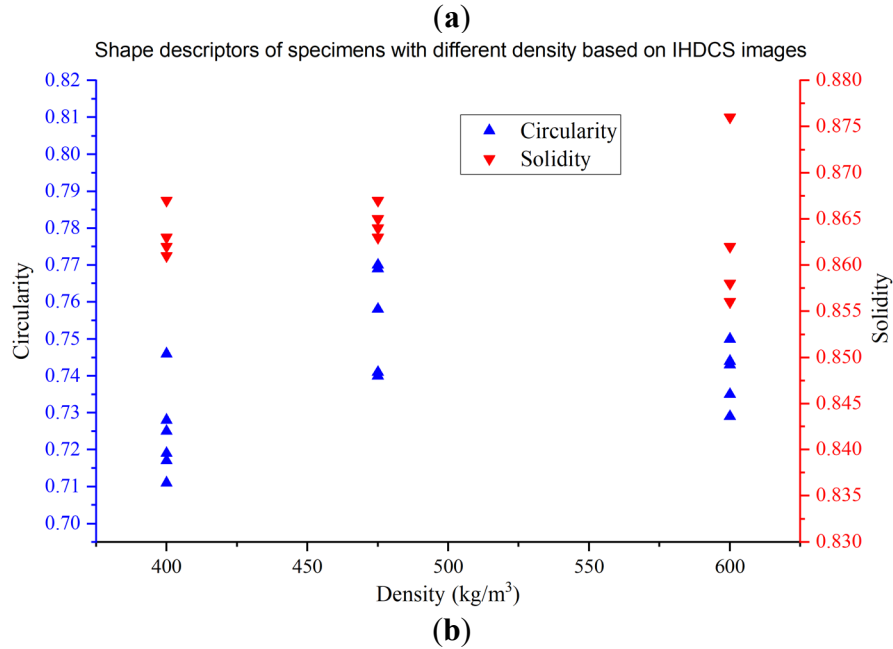 (a)
Shape descriptors of specimens with different density based on IHDCS images
0.82
0.81
0.80
0.79
0.78
0.77
0.76
0.75
0.74
0.73
0.72
0.71
0.70
Circularity
Circularity
Solidity
0.880
0.875
0.870
0.865
0.860
0.855
0.850
0.845
0.840
0.835
0.830
Solidity
400 450 500 550 600
Density (kg/m³)
(b)